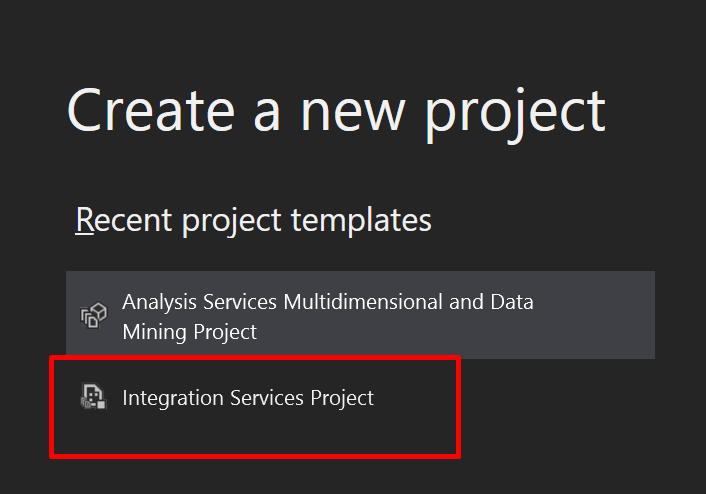 Create a new project
Recent project templates
Analysis Services Multidimensional and Data
Mining Project
Integration Services Project